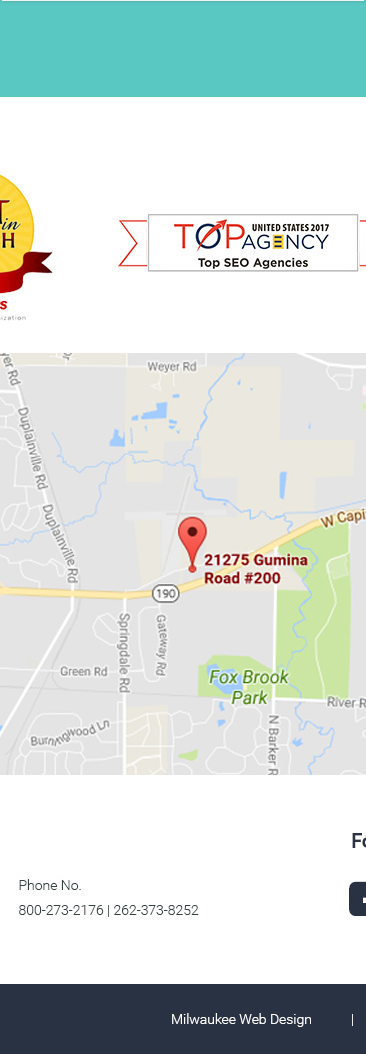 in
H
s
ization
UNITED STATES 2017
TOPAGENCY
Top SEO Agencies
Weyer Rd
Duplainville Rd
Duplainville Rd
W Capi
21275 Gumina
Road #200
190
Springdale Rd
Gateway Rd
Green Rd
Fox Brook
Park
River R
Burningwood Ln
N Barker R
Fo
Phone No.
800-273-2176 | 262-373-8252
Milwaukee Web Design |